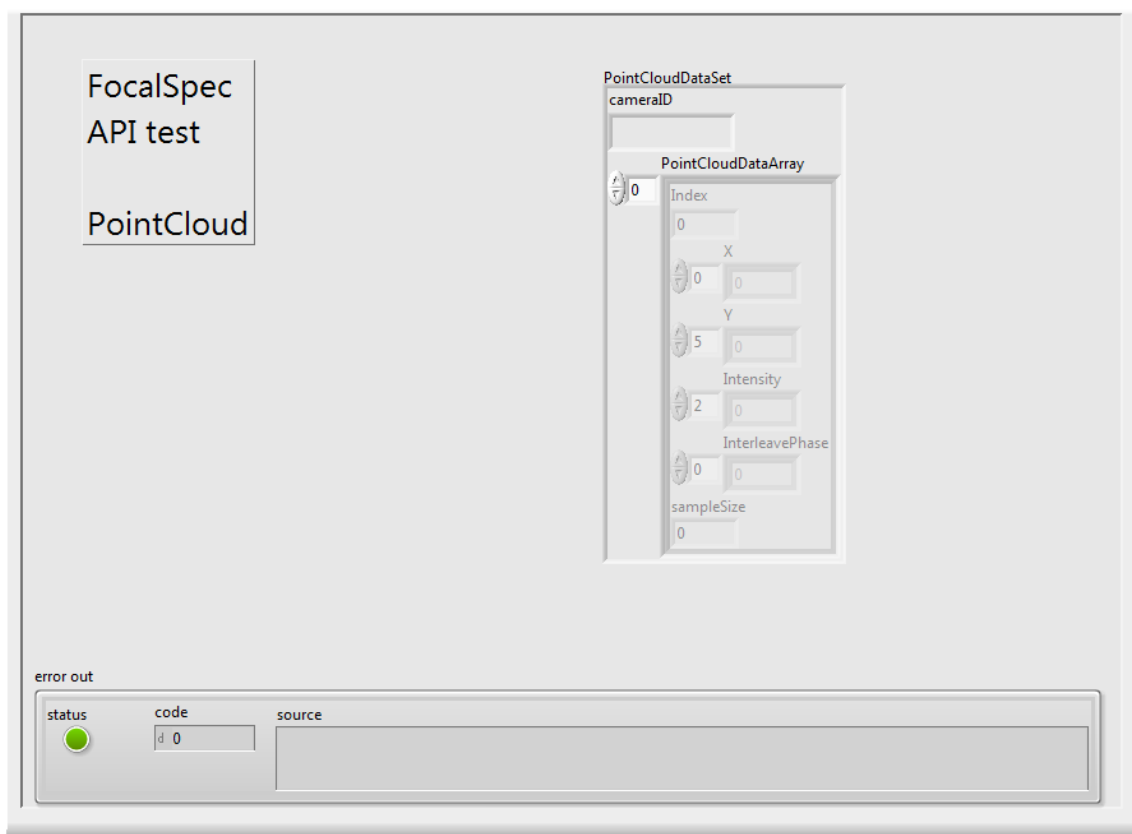 FocalSpec
API test
PointCloud
PointCloudDataSet
cameraID
PointCloudDataArray
0
Index
0
X
0
0
Y
5
0
Intensity
2
0
InterleavePhase
0
0
sampleSize
0
error out
status
code
source
d 0